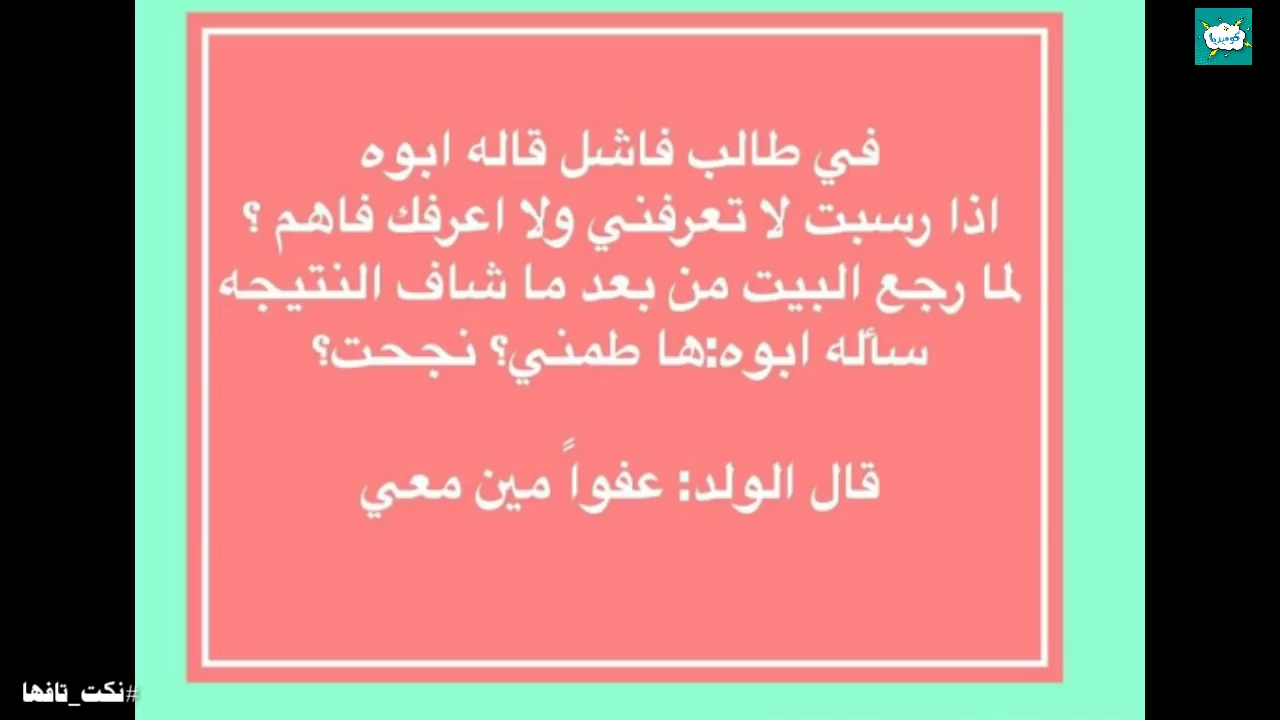 كوميديا
في طالب فاشل قاله ابوه
اذا رسبت لا تعرفني ولا اعرفك فاهم ؟
لما رجع البيت من بعد ما شاف النتيجه
سأله ابوه:ها طمني؟ نجحت؟
قال الولد: عفواً مين معي
#نكت_تافها